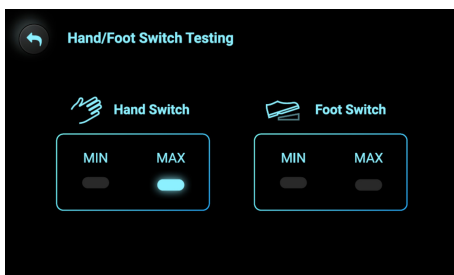 Hand/Foot Switch Testing
Hand Switch
MIN MAX
Foot Switch
MIN MAX